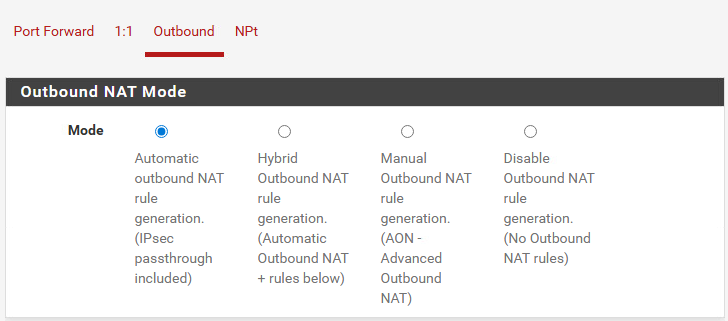 Port Forward 1:1 Outbound NPt
Outbound NAT Mode
Mode
Automatic
outbound NAT
rule
generation.
(IPsec
passthrough
included)
Hybrid
Outbound NAT
rule
generation.
(Automatic
Outbound NAT
+ rules below)
Manual
Outbound NAT
rule
generation.
(AON -
Advanced
Outbound
NAT)
Disable
Outbound NAT
rule
generation.
(No Outbound
NAT rules)